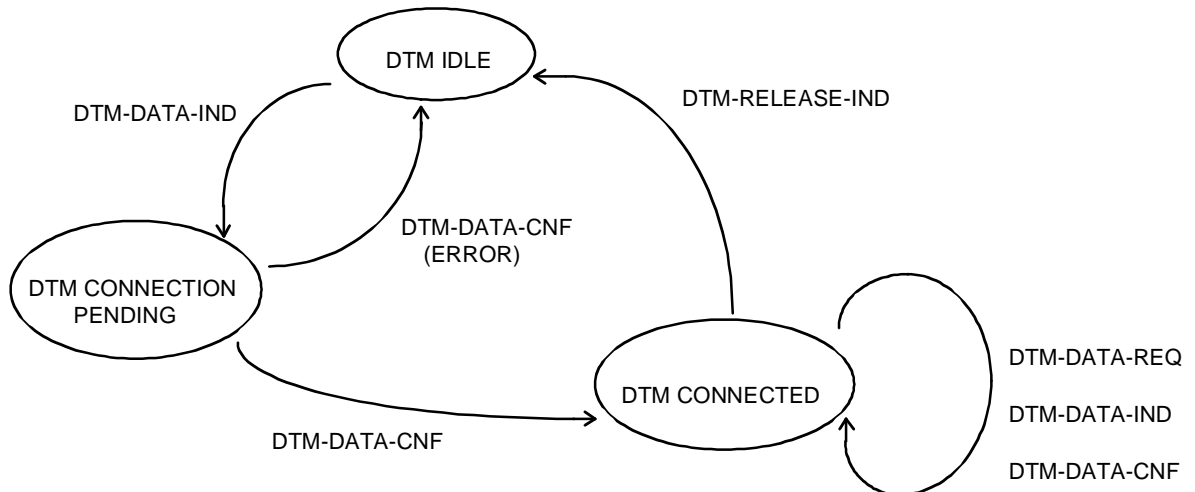 DTM IDLE
DTM-DATA-IND
DTM-RELEASE-IND
DTM-DATA-CNF
(ERROR)
DTM CONNECTION
PENDING
DTM CONNECTED
DTM-DATA-REQ
DTM-DATA-IND
DTM-DATA-CNF
DTM-DATA-CNF